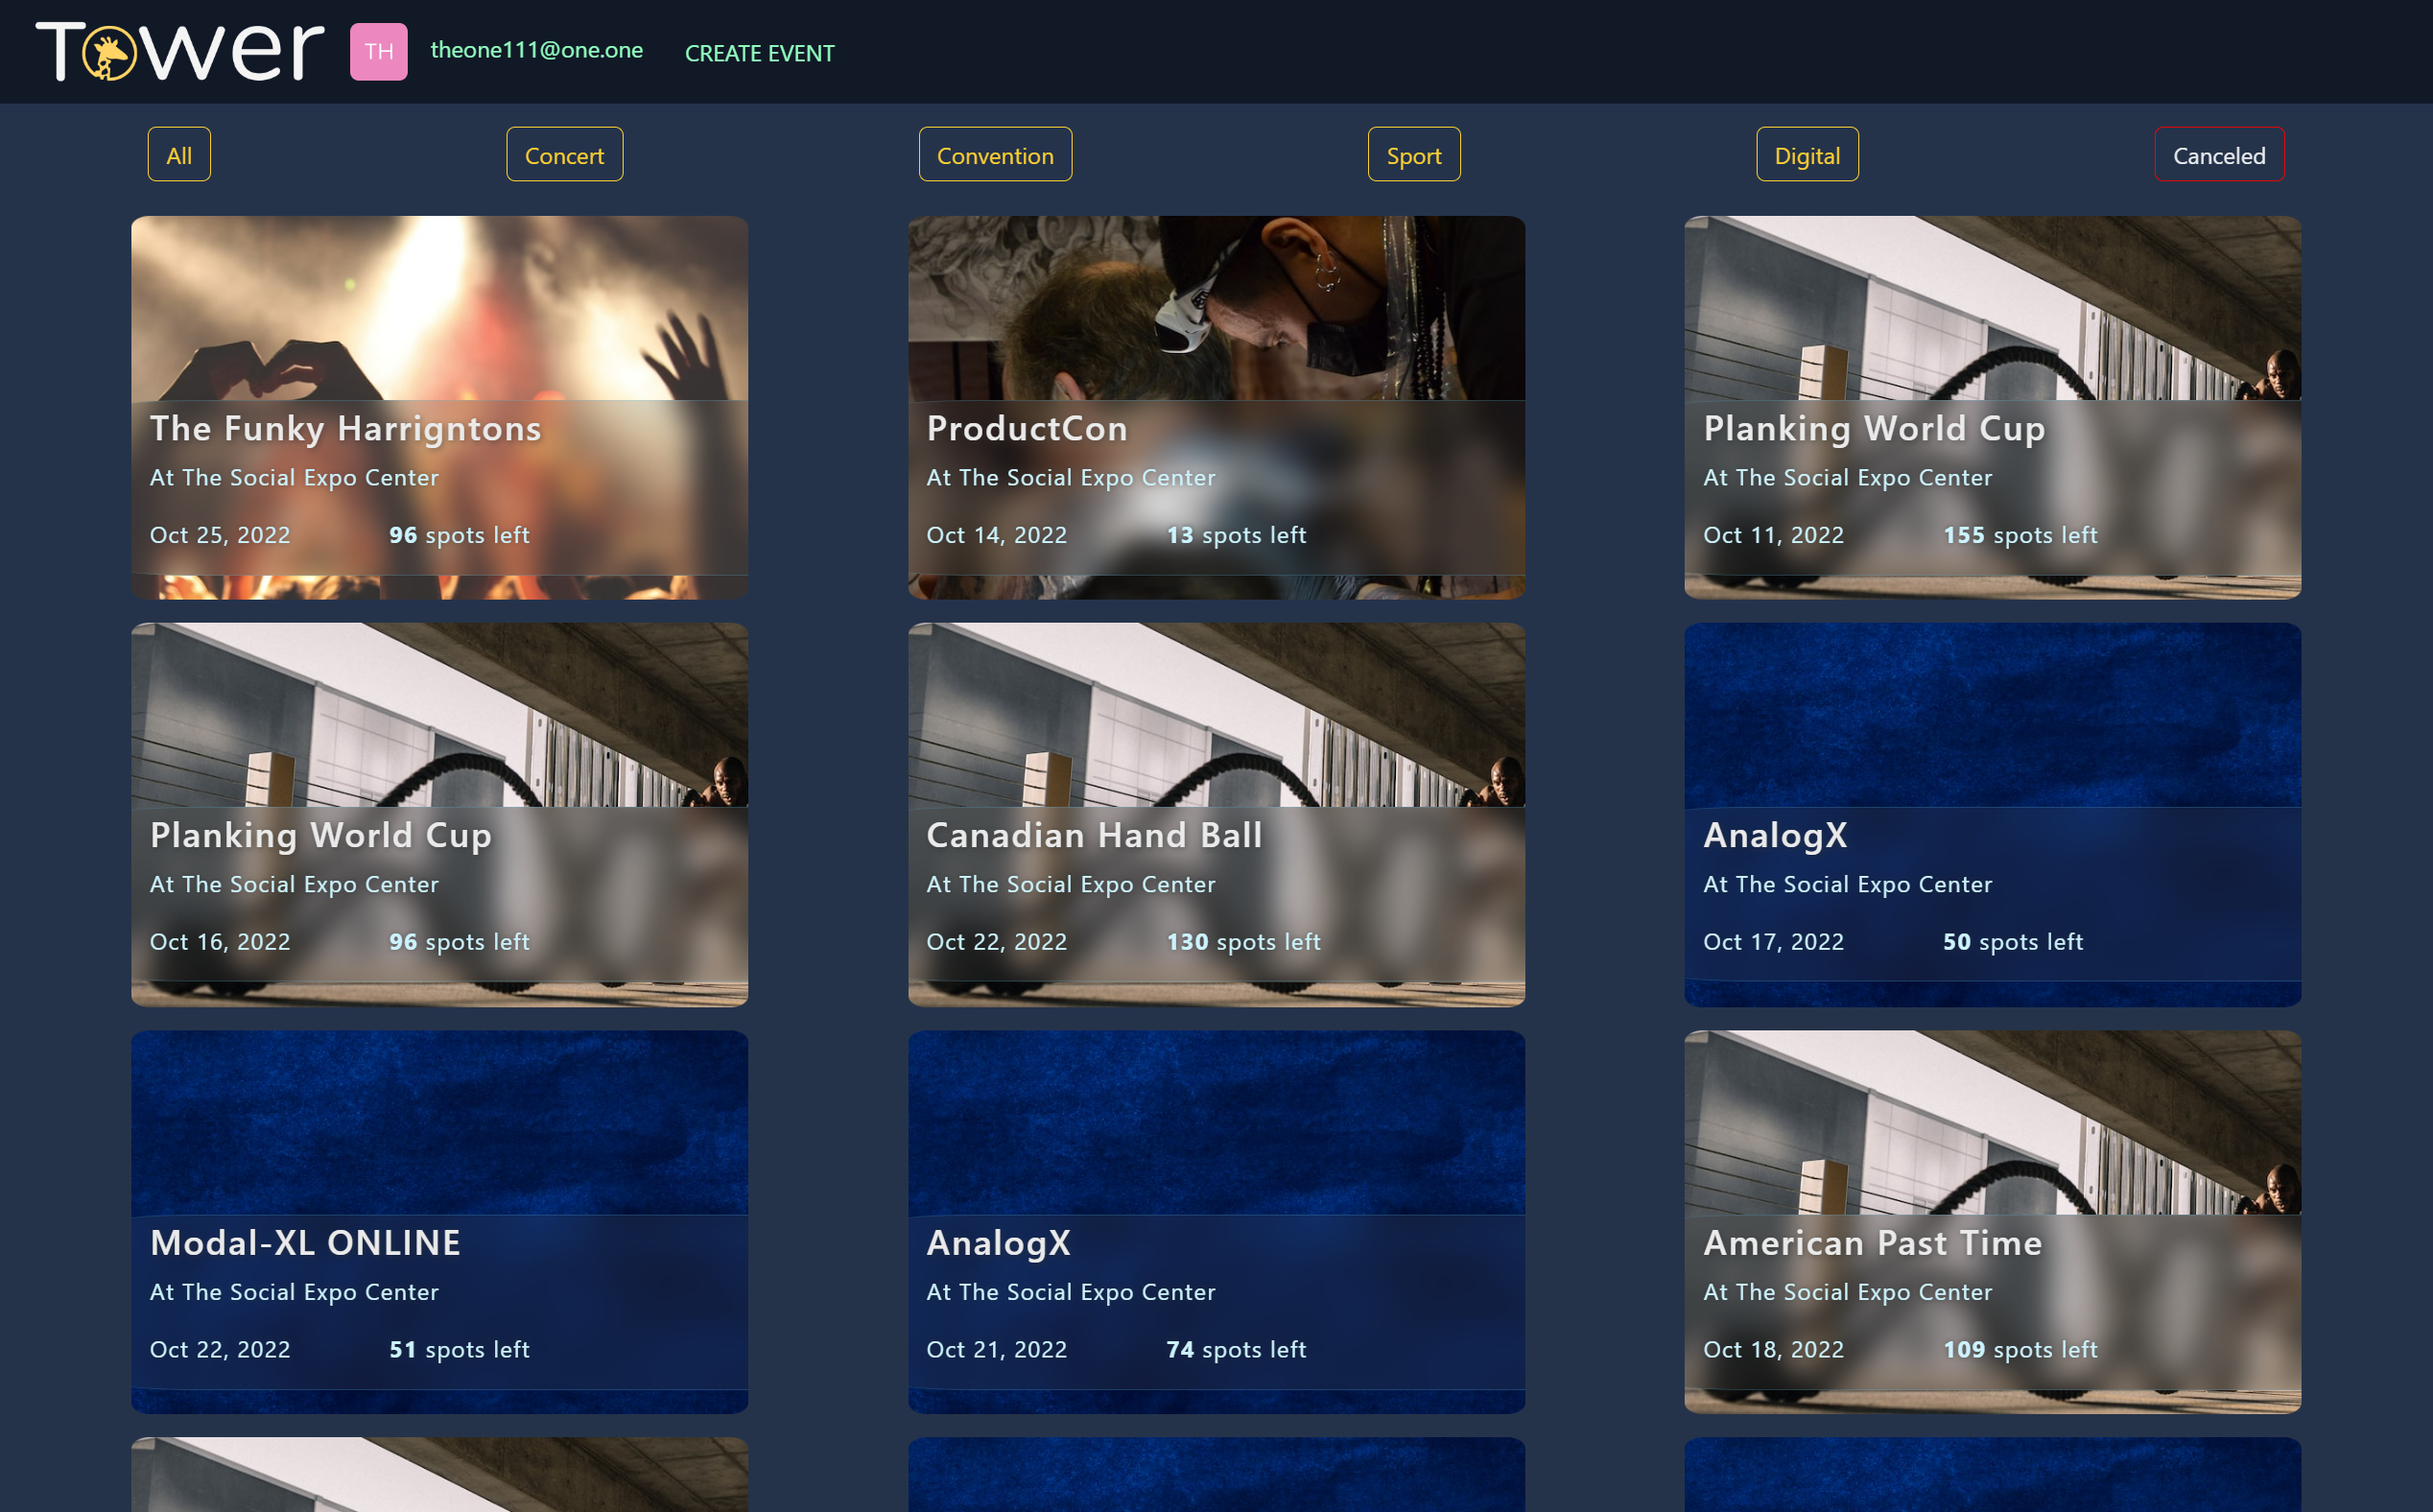 Tower TH theone111@one.one CREATE EVENT
All Concert Convention Sport Digital Canceled
The Funky Harrigntons
At The Social Expo Center
Oct 25, 2022 96 spots left
ProductCon
At The Social Expo Center
Oct 14, 2022 13 spots left
Planking World Cup
At The Social Expo Center
Oct 11, 2022 155 spots left
Planking World Cup
At The Social Expo Center
Oct 16, 2022 96 spots left
Canadian Hand Ball
At The Social Expo Center
Oct 22, 2022 130 spots left
AnalogX
At The Social Expo Center
Oct 17, 2022 50 spots left
Modal-XL ONLINE
At The Social Expo Center
Oct 22, 2022 51 spots left
AnalogX
At The Social Expo Center
Oct 21, 2022 74 spots left
American Past Time
At The Social Expo Center
Oct 18, 2022 109 spots left